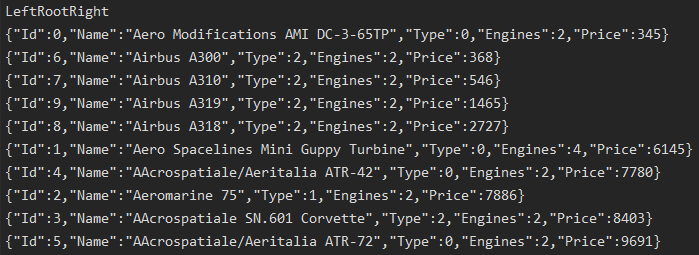 LeftRootRight
{"Id":0,"Name":"Aero Modifications AMI DC-3-65TP","Type":0,"Engines":2,"Price":345}
{"Id":6,"Name":"Airbus A300","Type":2,"Engines":2,"Price":368}
{"Id":7,"Name":"Airbus A310","Type":2,"Engines":2,"Price":546}
{"Id":9,"Name":"Airbus A319","Type":2,"Engines":2,"Price":1465}
{"Id":8,"Name":"Airbus A318","Type":2,"Engines":2,"Price":2727}
{"Id":1,"Name":"Aero Spacelines Mini Guppy Turbine","Type":0,"Engines":4,"Price":6145}
{"Id":4,"Name":"AAcrospatiale/Aeritalia ATR-42","Type":0,"Engines":2,"Price":7780}
{"Id":2,"Name":"Aeromarine 75","Type":1,"Engines":2,"Price":7886}
{"Id":3,"Name":"AAcrospatiale SN.601 Corvette","Type":2,"Engines":2,"Price":8403}
{"Id":5,"Name":"AAcrospatiale/Aeritalia ATR-72","Type":0,"Engines":2,"Price":9691}